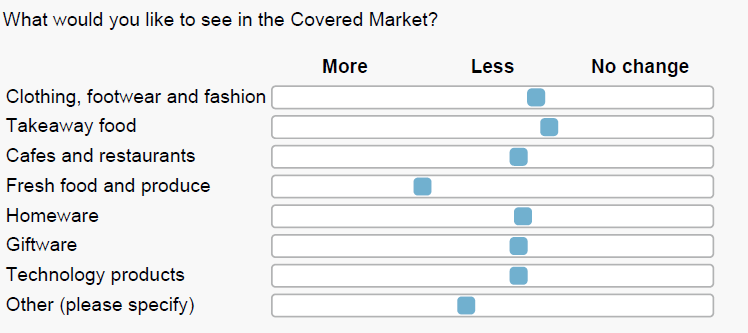 What would you like to see in the Covered Market?
More Less No change
Clothing, footwear and fashion
Takeaway food
Cafes and restaurants
Fresh food and produce
Homeware
Giftware
Technology products
Other (please specify)